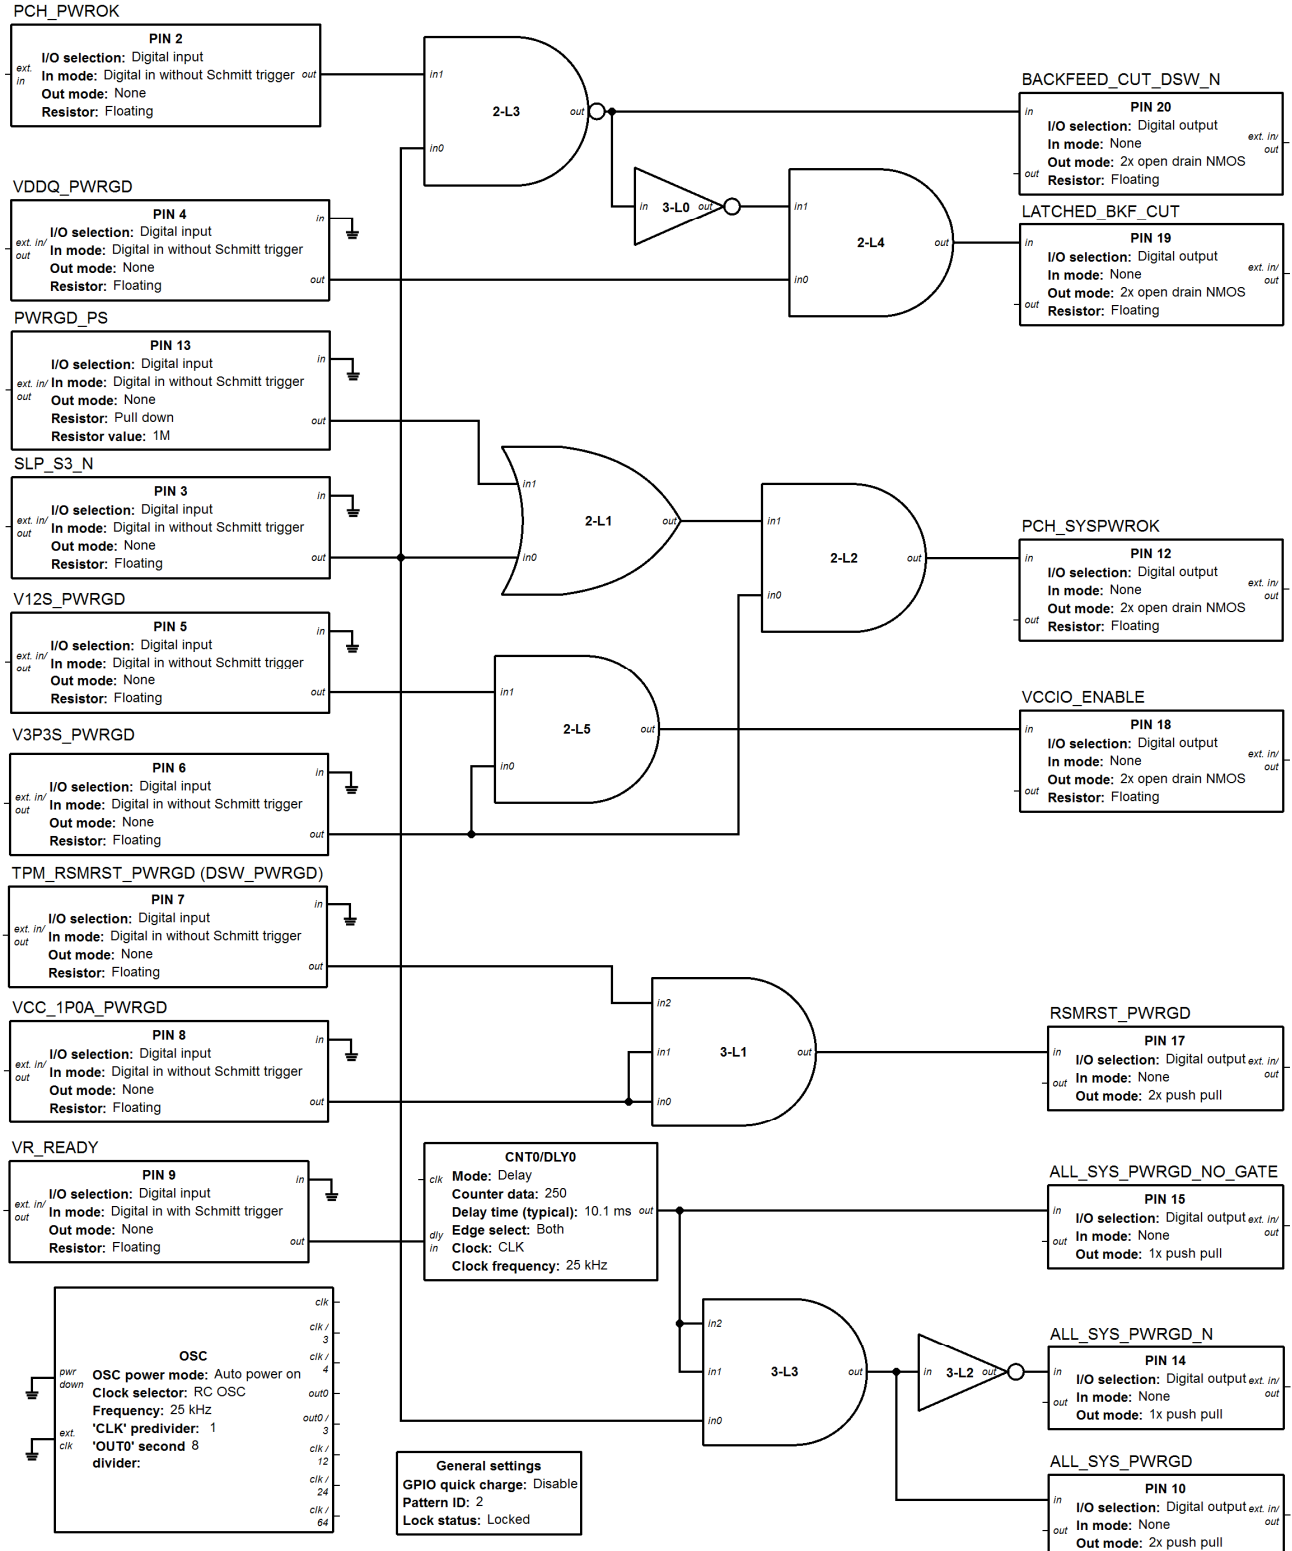 PCH_PWROK
PIN 2
I/O selection: Digital input
ext. in
In mode: Digital in without Schmitt trigger out
Out mode: None
Resistor: Floating
in1
2-L3
out
in0
BACKFEED_CUT_DSW_N
PIN 20
in
I/O selection: Digital output
In mode: None
ext. in/ out
Out mode: 2x open drain NMOS
out
Resistor: Floating
in 3-L0 out
VDDQ_PWRGD
PIN 4
in
I/O selection: Digital input
ext. in/ out
In mode: Digital in without Schmitt trigger
Out mode: None
Resistor: Floating
out
in1
2-L4
out
in0
LATCHED_BKF_CUT
PIN 19
in
I/O selection: Digital output
In mode: None
ext. in/ out
Out mode: 2x open drain NMOS
out
Resistor: Floating
PWRGD_PS
PIN 13
in
I/O selection: Digital input
ext. in/ out
In mode: Digital in without Schmitt trigger
Out mode: None
Resistor: Pull down
out
Resistor value: 1M
SLP_S3_N
PIN 3
in
I/O selection: Digital input
ext. in/ out
In mode: Digital in without Schmitt trigger
Out mode: None
Resistor: Floating
out
in1
2-L1
out
in0
in1
2-L2
out
in0
PCH_SYSPWROK
PIN 12
in
I/O selection: Digital output
In mode: None
ext. in/ out
Out mode: 2x open drain NMOS
out
Resistor: Floating
V12S_PWRGD
PIN 5
in
I/O selection: Digital input
ext. in/ out
In mode: Digital in without Schmitt trigger
Out mode: None
Resistor: Floating
out
in1
2-L5
out
in0
VCCIO_ENABLE
PIN 18
in
I/O selection: Digital output
In mode: None
ext. in/ out
Out mode: 2x open drain NMOS
out
Resistor: Floating
V3P3S_PWRGD
PIN 6
in
I/O selection: Digital input
ext. in/ out
In mode: Digital in without Schmitt trigger
Out mode: None
Resistor: Floating
out
TPM_RSMRST_PWRGD (DSW_PWRGD)
PIN 7
in
I/O selection: Digital input
ext. in/ out
In mode: Digital in without Schmitt trigger
Out mode: None
Resistor: Floating
out
VCC_1P0A_PWRGD
PIN 8
in
I/O selection: Digital input
ext. in/ out
In mode: Digital in without Schmitt trigger
Out mode: None
Resistor: Floating
out
in2
in1
3-L1
out
in0
RSMRST_PWRGD
PIN 17
in
I/O selection: Digital output
ext. in/ out
In mode: None
out
Out mode: 2x push pull
VR_READY
PIN 9
in
I/O selection: Digital input
ext. in/ out
In mode: Digital in with Schmitt trigger
Out mode: None
Resistor: Floating
out
CNT0/DLY0
clk
Mode: Delay
Counter data: 250
Delay time (typical): 10.1 ms out
dly in
Edge select: Both
Clock: CLK
Clock frequency: 25 kHz
ALL_SYS_PWRGD_NO_GATE
PIN 15
in
I/O selection: Digital output
ext. in/ out
In mode: None
out
Out mode: 1x push pull
OSC
pwr down
OSC power mode: Auto power on
Clock selector: RC OSC
Frequency: 25 kHz
ext. clk
'CLK' predivider: 1
'OUT0' second 8
divider:
clk
clk / 3
clk / 4
out0
out0 / 3
clk / 12
clk / 24
clk / 64
in2
in1
3-L3
out
in0
in 3-L2 out
ALL_SYS_PWRGD_N
PIN 14
in
I/O selection: Digital output
ext. in/ out
In mode: None
out
Out mode: 1x push pull
General settings
GPIO quick charge: Disable
Pattern ID: 2
Lock status: Locked
ALL_SYS_PWRGD
PIN 10
in
I/O selection: Digital output
ext. in/ out
In mode: None
out
Out mode: 2x push pull